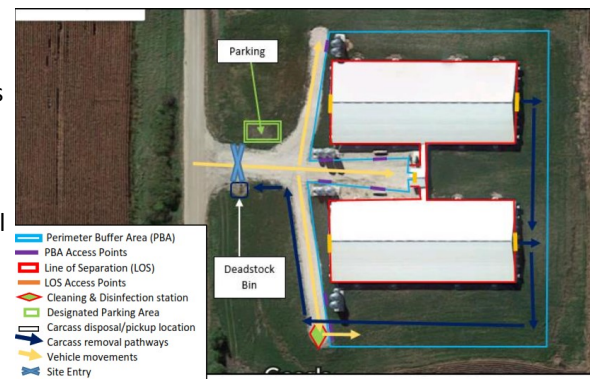 s
l
Parking
Deadstock
Bin
Perimeter Buffer Area (PBA)
PBA Access Points
Line of Separation (LOS)
LOS Access Points
Cleaning & Disinfection station
Designated Parking Area
Carcass disposal/pickup location
Carcass removal pathways
Vehicle movements
Site Entry